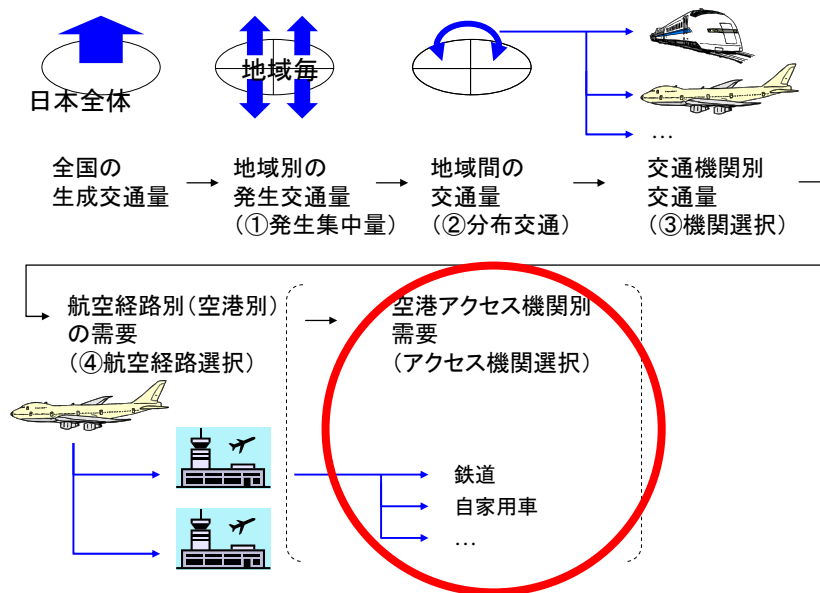 地域毎
日本全体
…
全国の
生成交通量
地域別の
発生交通量
(①発生集中量)
地域間の
交通量
(②分布交通)
交通機関別
交通量
(③機関選択)
航空経路別(空港別)
の需要
(④航空経路選択)
空港アクセス機関別
需要
(アクセス機関選択)
鉄道
自家用車
…